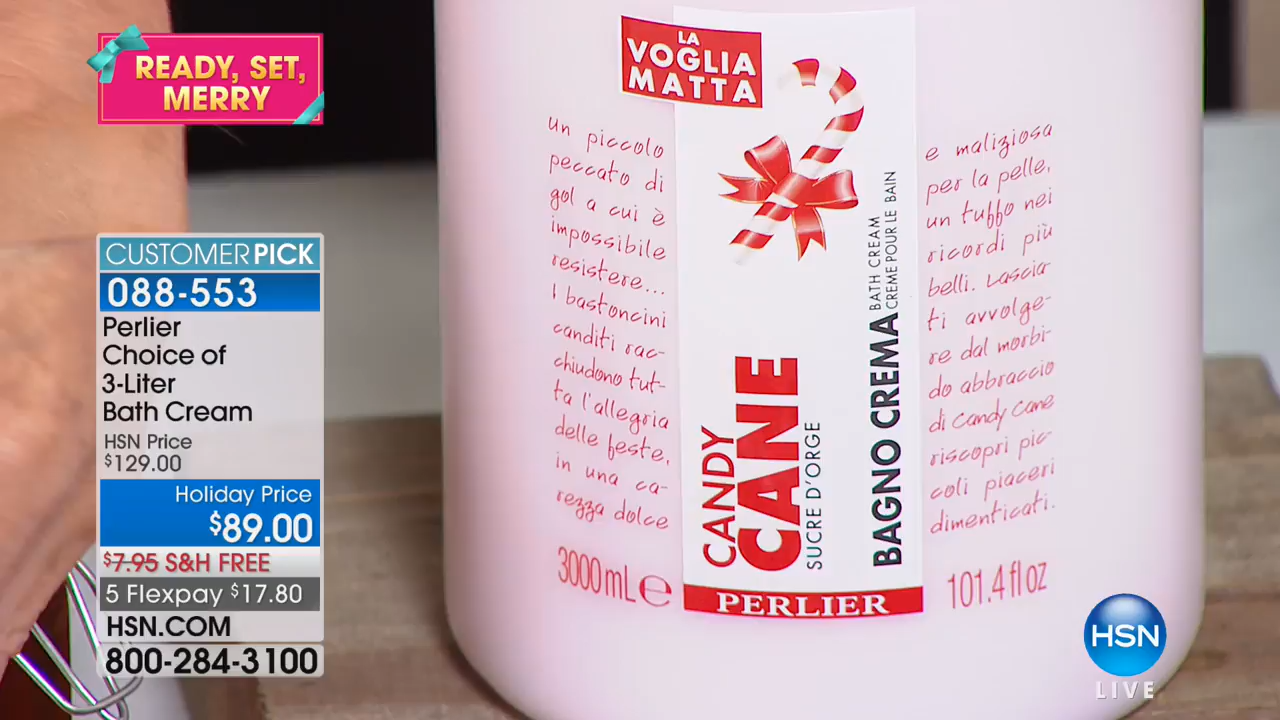 READY, SET,
MERRY
CUSTOMER PICK
088-553
Perlier
Choice of
3-Liter
Bath Cream
HSN Price
$129.00
Holiday Price
$89.00
$7.95 S&H FREE
5 Flexpay $17.80
HSN.COM
800-284-3100
LA
VOGLIA
MATTA
un piccolo
peccato di
gol a cui è
impossibile
resistere...
I bastoncini
canditi rac-
chiudono tut-
ta l'allegria
delle feste,
in una ca-
rezza dolce
3000 mL ℮
CANDY
CANE
SUCRE D'ORGE
BAGNO CREMA
BATH CREAM
CREME POUR LE BAIN
PERLIER
e maliziosa
per la pelle,
un tuffo nei
ricordi più
belli. Lascia
ti avvolge-
re dal morbi-
do abbraccio
di Candy Cane
riscopri pic-
coli piaceri
dimenticati.
101.4 fl oz
HSN
LIVE